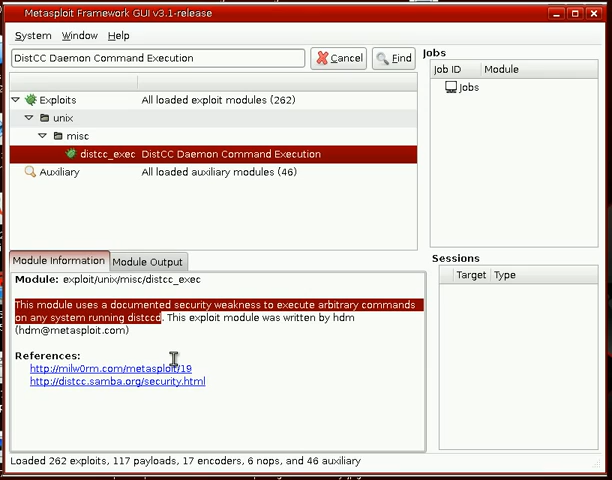 Metasploit Framework GUI v3.1-release
System Window Help
DistCC Daemon Command Execution
Cancel
Find
Exploits All loaded exploit modules (262)
unix
misc
distcc_exec DistCC Daemon Command Execution
Auxiliary All loaded auxiliary modules (46)
Jobs
Job ID Module
Jobs
Module Information Module Output
Module: exploit/unix/misc/distcc_exec
This module uses a documented security weakness to execute arbitrary commands
on any system running distccd. This exploit module was written by hdm
(hdm@metasploit.com)
References:
http://milw0rm.com/metasploit/19
http://distcc.samba.org/security.html
Sessions
Target Type
Loaded 262 exploits, 117 payloads, 17 encoders, 6 nops, and 46 auxiliary